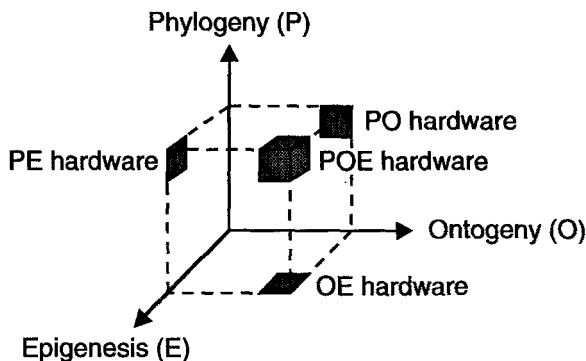 Phylogeny (P)
PO hardware
PE hardware
POE hardware
Ontogeny (O)
OE hardware
Epigenesis (E)